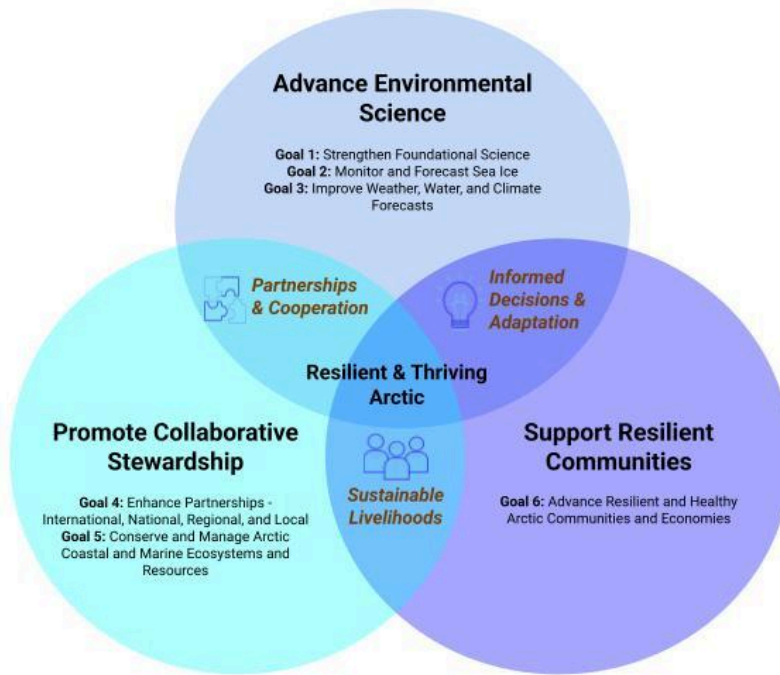 Advance Environmental
Science
Goal 1: Strengthen Foundational Science
Goal 2: Monitor and Forecast Sea Ice
Goal 3: Improve Weather, Water, and Climate
Forecasts
Partnerships
& Cooperation
Informed
Decisions &
Adaptation
Resilient & Thriving
Arctic
Promote Collaborative
Stewardship
Goal 4: Enhance Partnerships -
International, National, Regional, and Local
Goal 5: Conserve and Manage Arctic
Coastal and Marine Ecosystems and
Resources
Sustainable
Livelihoods
Support Resilient
Communities
Goal 6: Advance Resilient and Healthy
Arctic Communities and Economies